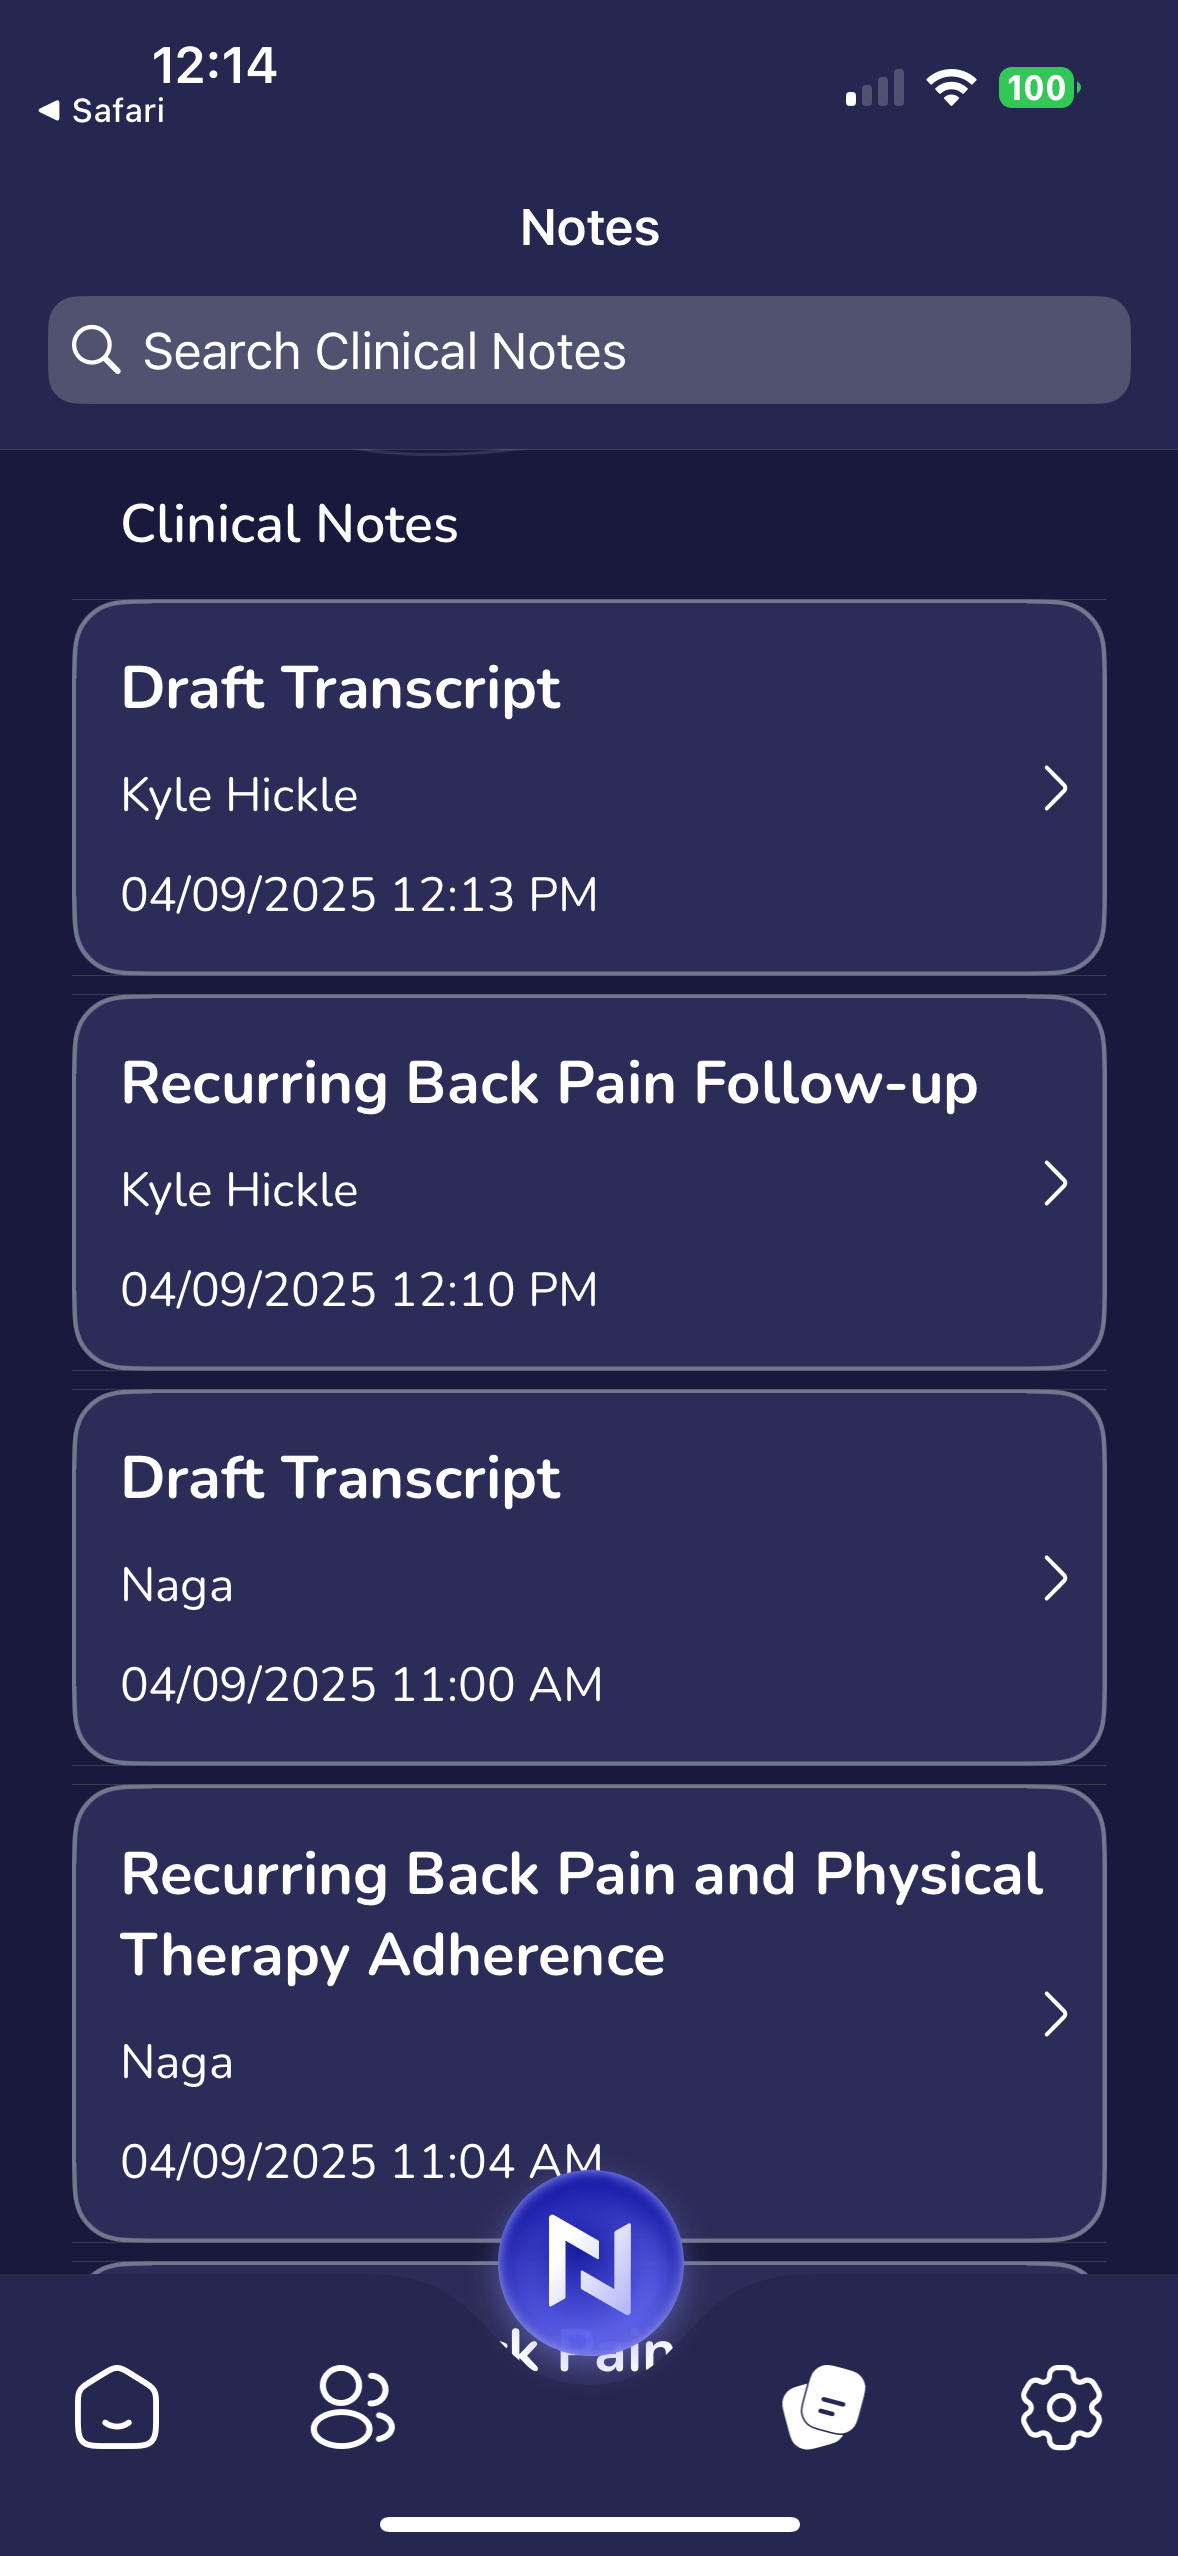 12:14
Safari
100
Notes
Search Clinical Notes
Clinical Notes
Draft Transcript
Kyle Hickle
04/09/2025 12:13 PM
Recurring Back Pain Follow-up
Kyle Hickle
04/09/2025 12:10 PM
Draft Transcript
Naga
04/09/2025 11:00 AM
Recurring Back Pain and Physical
Therapy Adherence
Naga
04/09/2025 11:04 AM
Pain